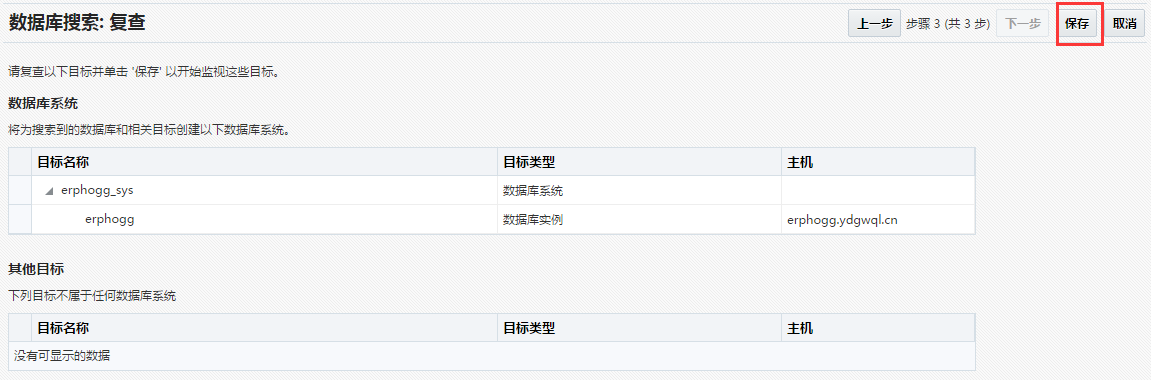 数据库搜索: 复查
上一步 步骤 3 (共 3 步) 下一步 保存 取消
请复查以下目标并单击 '保存' 以开始监视这些目标。
数据库系统
将为搜索到的数据库和相关目标创建以下数据库系统。
目标名称 目标类型 主机
erphogg_sys 数据库系统
erphogg 数据库实例 erphogg.ydgwql.cn
其他目标
下列目标不属于任何数据库系统
目标名称 目标类型 主机
没有可显示的数据